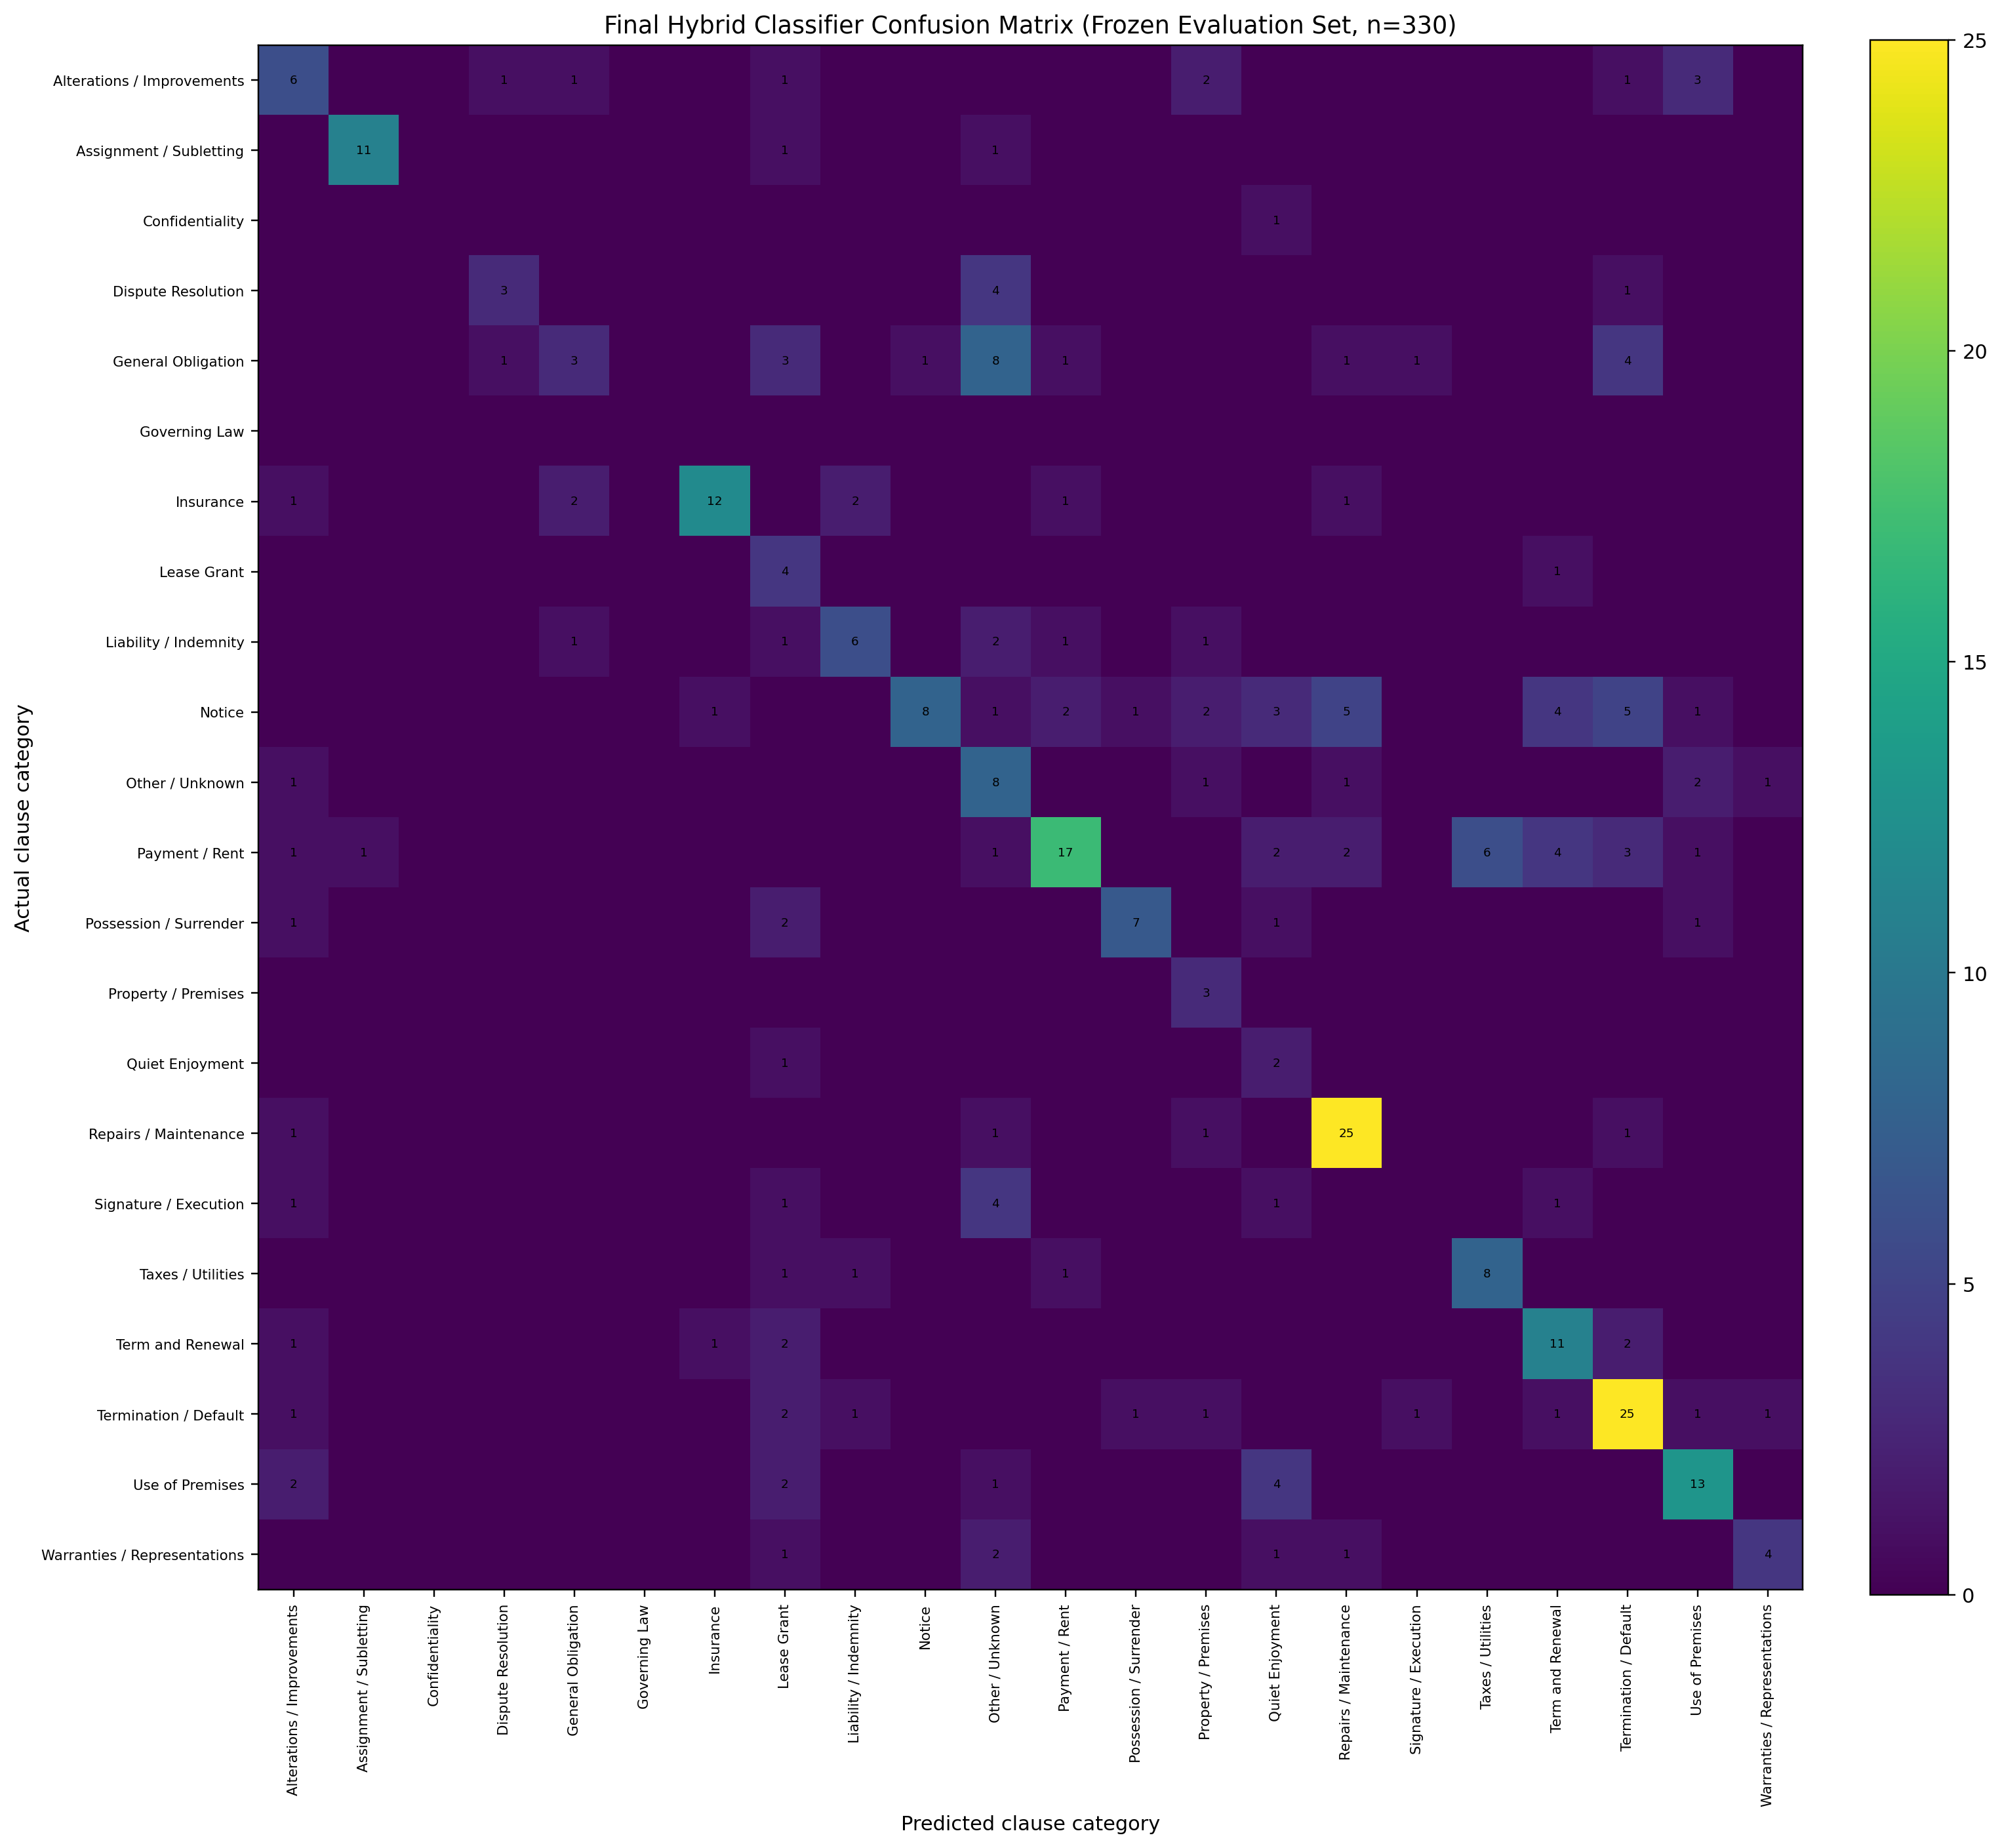 Final Hybrid Classifier Confusion Matrix (Frozen Evaluation Set, n=330)
Actual clause category
Alterations / Improvements 6 1 1 1 2 1 3
Assignment / Subletting 11 1 1
Confidentiality 1
Dispute Resolution 3 4 1
General Obligation 1 3 3 1 8 1 1 1 4
Governing Law
Insurance 1 2 12 2 1 1
Lease Grant 4 1
Liability / Indemnity 1 1 6 2 1 1
Notice 1 8 1 2 1 2 3 5 4 5 1
Other / Unknown 1 8 1 1 2 1
Payment / Rent 1 1 1 17 2 2 6 4 3 1
Possession / Surrender 1 2 7 1 1
Property / Premises 3
Quiet Enjoyment 1 2
Repairs / Maintenance 1 1 1 25 1
Signature / Execution 1 1 4 1 1
Taxes / Utilities 1 1 1 8
Term and Renewal 1 1 2 11 2
Termination / Default 1 2 1 1 1 1 1 25 1 1
Use of Premises 2 2 1 4 13
Warranties / Representations 1 2 1 1 4
Alterations / Improvements
Assignment / Subletting
Confidentiality
Dispute Resolution
General Obligation
Governing Law
Insurance
Lease Grant
Liability / Indemnity
Notice
Other / Unknown
Payment / Rent
Possession / Surrender
Property / Premises
Quiet Enjoyment
Repairs / Maintenance
Signature / Execution
Taxes / Utilities
Term and Renewal
Termination / Default
Use of Premises
Warranties / Representations
Predicted clause category
25
20
15
10
5
0